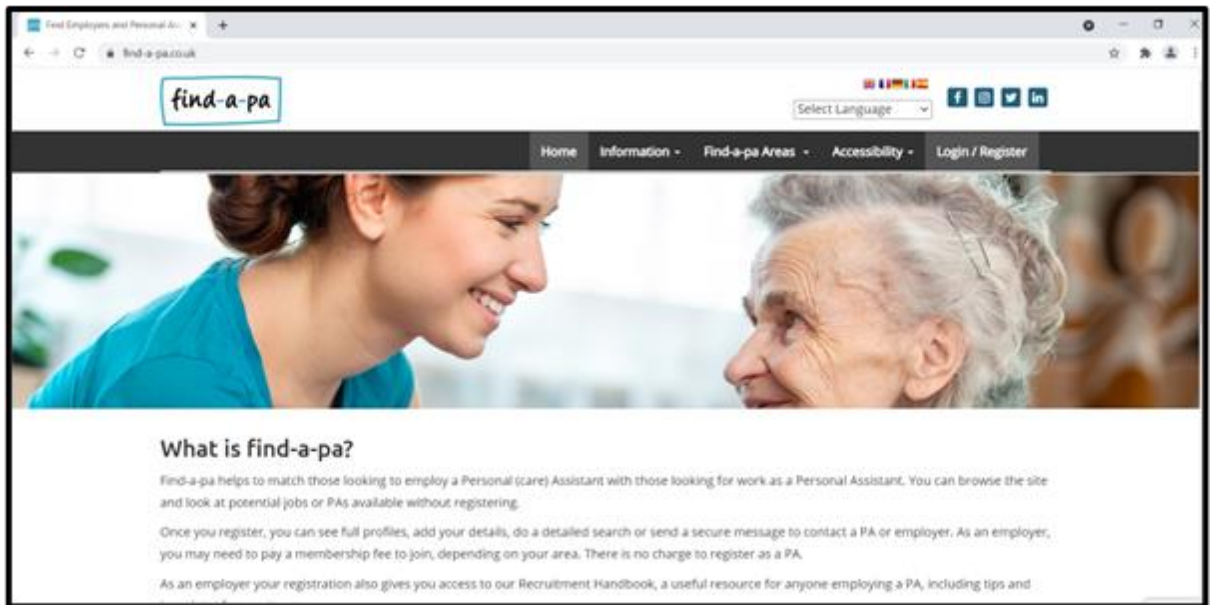 Find Employers and Personal As
find-a-pa.co.uk
find-a-pa
Select Language
Home Information Find-a-pa Areas Accessibility Login / Register
What is find-a-pa?
Find-a-pa helps to match those looking to employ a Personal (care) Assistant with those looking for work as a Personal Assistant. You can browse the site
and look at potential jobs or PAs available without registering.
Once you register, you can see full profiles, add your details, do a detailed search or send a secure message to contact a PA or employer. As an employer,
you may need to pay a membership fee to join, depending on your area. There is no charge to register as a PA.
As an employer your registration also gives you access to our Recruitment Handbook, a useful resource for anyone employing a PA, including tips and